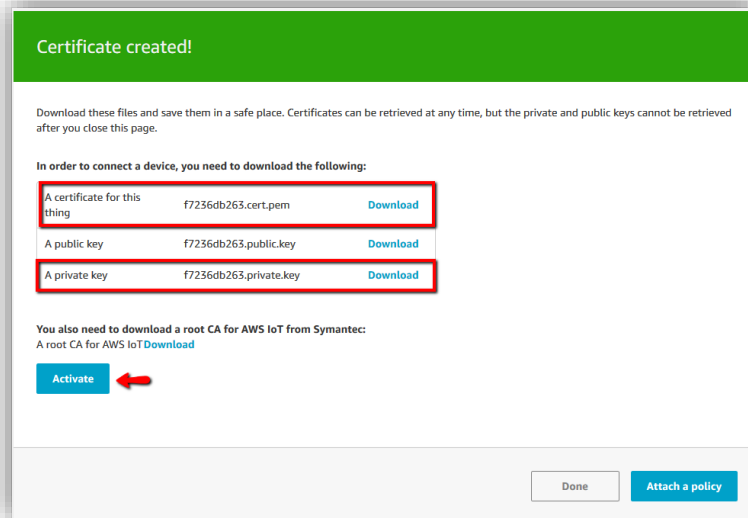 Certificate created!
Download these files and save them in a safe place. Certificates can be retrieved at any time, but the private and public keys cannot be retrieved
after you close this page.
In order to connect a device, you need to download the following:
A certificate for this
thing
f7236db263.cert.pem Download
A public key f7236db263.public.key Download
A private key f7236db263.private.key Download
You also need to download a root CA for AWS IoT from Symantec:
A root CA for AWS IoTDownload
Activate
Done Attach a policy